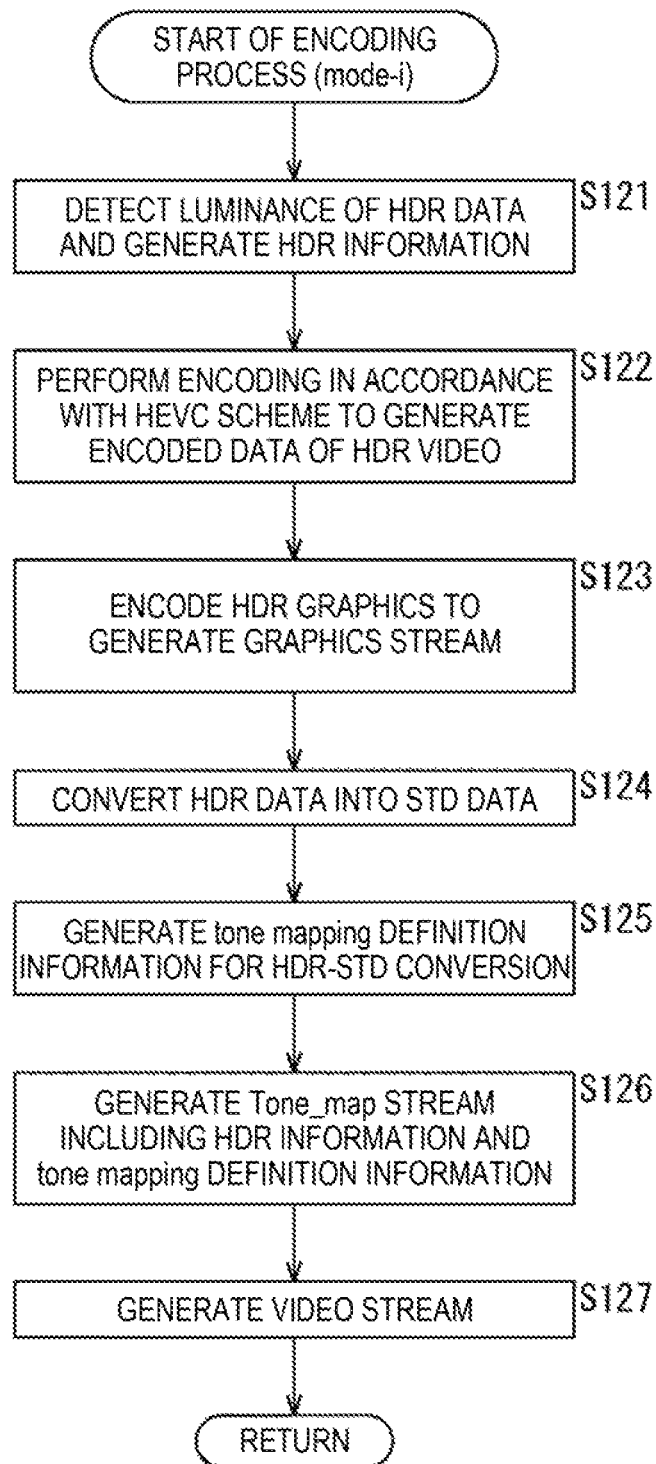 START OF ENCODING
PROCESS (mode-i)
S121
DETECT LUMINANCE OF HDR DATA
AND GENERATE HDR INFORMATION
S122
PERFORM ENCODING IN ACCORDANCE
WITH HEVC SCHEME TO GENERATE
ENCODED DATA OF HDR VIDEO
S123
ENCODE HDR GRAPHICS TO
GENERATE GRAPHICS STREAM
S124
CONVERT HDR DATA INTO STD DATA
S125
GENERATE tone mapping DEFINITION
INFORMATION FOR HDR-STD CONVERSION
S126
GENERATE Tone_map STREAM
INCLUDING HDR INFORMATION AND
tone mapping DEFINITION INFORMATION
S127
GENERATE VIDEO STREAM
RETURN